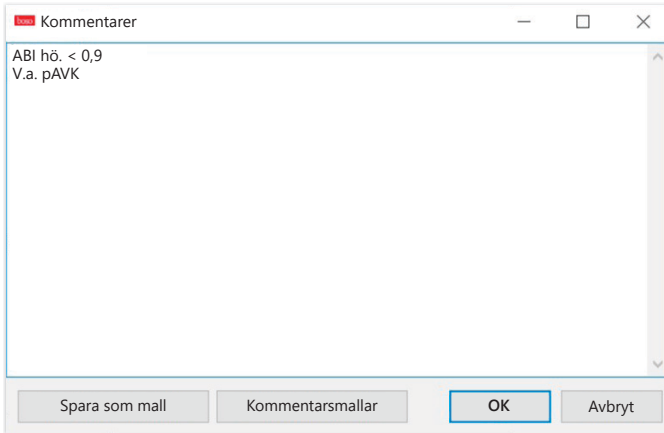 boso Kommentarer
ABI hö. < 0,9
V.a. pAVK
Spara som mall
Kommentarsmallar
OK
Avbryt